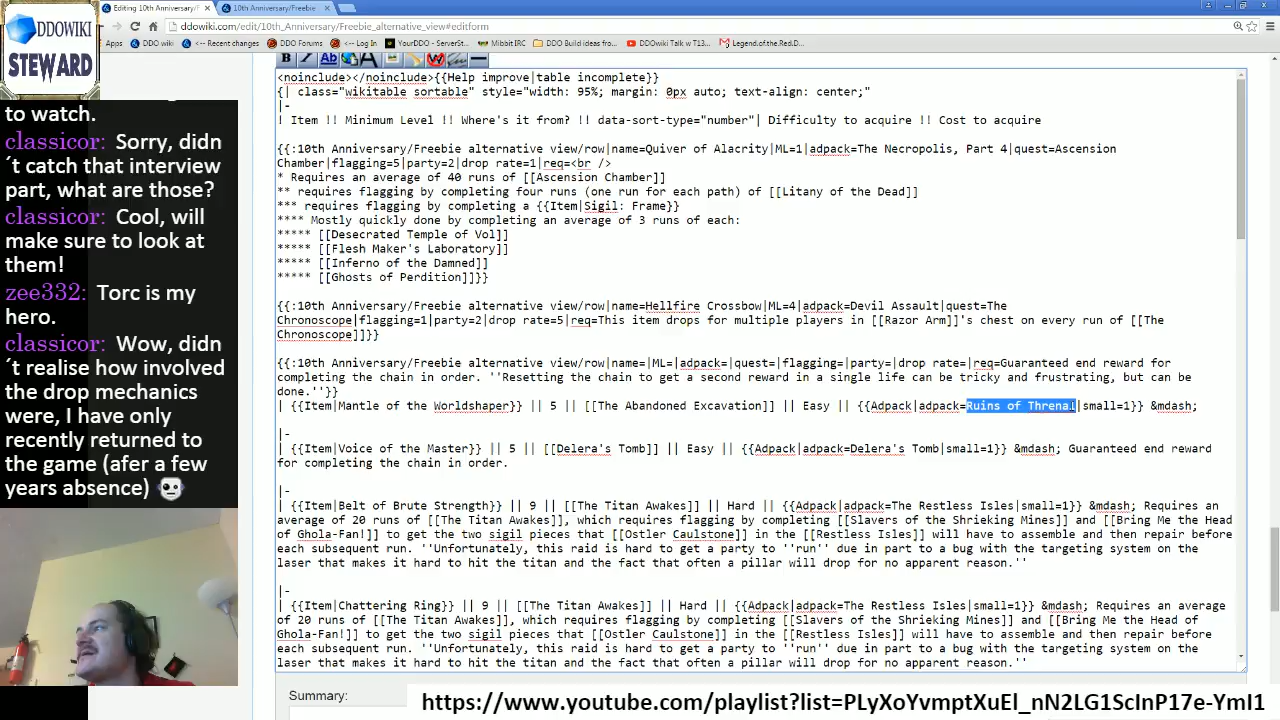 DDOWIKI
STEWARD
to watch.
classicor: Sorry, didn
´t catch that interview
part, what are those?
classicor: Cool, will
make sure to look at
them!
zee332: Torc is my
hero.
classicor: Wow, didn
´t realise how involved
the drop mechanics
were, I have only
recently returned to
the game (afer a few
years absence)
Editing 10th_Anniversary/F
10th_Anniversary/Freebie
ddowiki.com/edit/10th_Anniversary/Freebie_alternative_view#editform
Apps DDO wiki <-- Recent changes DDO Forums <-- Log In YourDDO - ServerSt... Mibbit IRC DDO Build ideas from... DDOwiki Talk w T13... Legend.of.the.Red.D...
<noinclude></noinclude>{{Help improve|table incomplete}}
{| class="wikitable sortable" style="width: 95%; margin: 0px auto; text-align: center;"
|-
! Item !! Minimum Level !! Where's it from? !! data-sort-type="number"| Difficulty to acquire !! Cost to acquire
{{:10th Anniversary/Freebie alternative view/row|name=Quiver of Alacrity|ML=1|adpack=The Necropolis, Part 4|quest=Ascension
Chamber|flagging=5|party=2|drop rate=1|req=<br />
* Requires an average of 40 runs of [[Ascension Chamber]]
** requires flagging by completing four runs (one run for each path) of [[Litany of the Dead]]
*** requires flagging by completing a {{Item|Sigil: Frame}}
**** Mostly quickly done by completing an average of 3 runs of each:
***** [[Desecrated Temple of Vol]]
***** [[Flesh Maker's Laboratory]]
***** [[Inferno of the Damned]]
***** [[Ghosts of Perdition]]}}
{{:10th Anniversary/Freebie alternative view/row|name=Hellfire Crossbow|ML=4|adpack=Devil Assault|quest=The
Chronoscope|flagging=1|party=2|drop rate=5|req=This item drops for multiple players in [[Razor Arm]]'s chest on every run of [[The
Chronoscope]]}}
{{:10th Anniversary/Freebie alternative view/row|name=|ML=|adpack=|quest=|flagging=|party=|drop rate=|req=Guaranteed end reward for
completing the chain in order. ''Resetting the chain to get a second reward in a single life can be tricky and frustrating, but can be
done.''}}
| {{Item|Mantle of the Worldshaper}} || 5 || [[The Abandoned Excavation]] || Easy || {{Adpack|adpack=Ruins of Threnal|small=1}} &mdash;
|-
| {{Item|Voice of the Master}} || 5 || [[Delera's Tomb]] || Easy || {{Adpack|adpack=Delera's Tomb|small=1}} &mdash; Guaranteed end reward
for completing the chain in order.
|-
| {{Item|Belt of Brute Strength}} || 9 || [[The Titan Awakes]] || Hard || {{Adpack|adpack=The Restless Isles|small=1}} &mdash; Requires an
average of 20 runs of [[The Titan Awakes]], which requires flagging by completing [[Slavers of the Shrieking Mines]] and [[Bring Me the Head
of Ghola-Fan!]] to get the two sigil pieces that [[Ostler Caulstone]] in the [[Restless Isles]] will have to assemble and then repair before
each subsequent run. ''Unfortunately, this raid is hard to get a party to ''run'' due in part to a bug with the targeting system on the
laser that makes it hard to hit the titan and the fact that often a pillar will drop for no apparent reason.''
|-
| {{Item|Chattering Ring}} || 9 || [[The Titan Awakes]] || Hard || {{Adpack|adpack=The Restless Isles|small=1}} &mdash; Requires an average
of 20 runs of [[The Titan Awakes]], which requires flagging by completing [[Slavers of the Shrieking Mines]] and [[Bring Me the Head of
Ghola-Fan!]] to get the two sigil pieces that [[Ostler Caulstone]] in the [[Restless Isles]] will have to assemble and then repair before
each subsequent run. ''Unfortunately, this raid is hard to get a party to ''run'' due in part to a bug with the targeting system on the
laser that makes it hard to hit the titan and the fact that often a pillar will drop for no apparent reason.''
Summary:
https://www.youtube.com/playlist?list=PLyXoYvmptXuEl_nN2LG1ScInP17e-YmI1